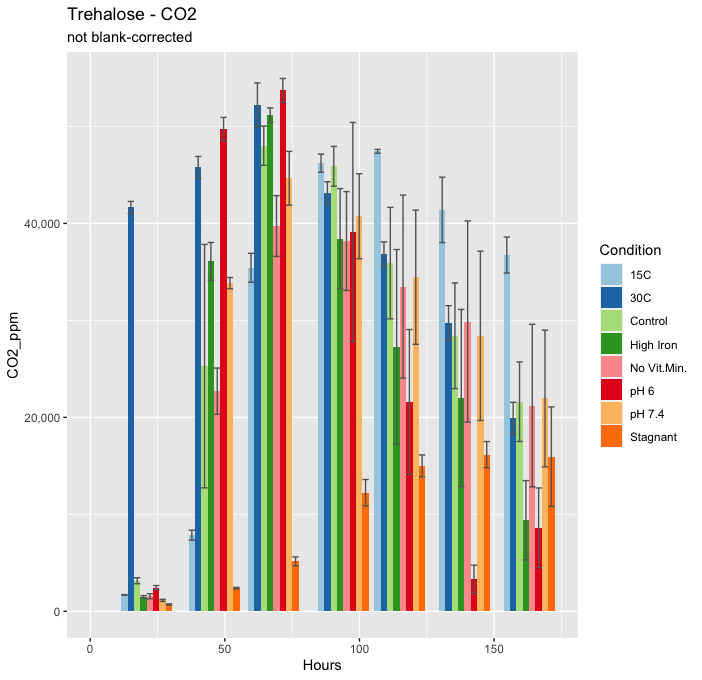 Trehalose - CO2
not blank-corrected
CO2_ppm
40,000
20,000
0
0
50
100
150
Hours
Condition
15C
30C
Control
High Iron
No Vit.Min.
pH 6
pH 7.4
Stagnant